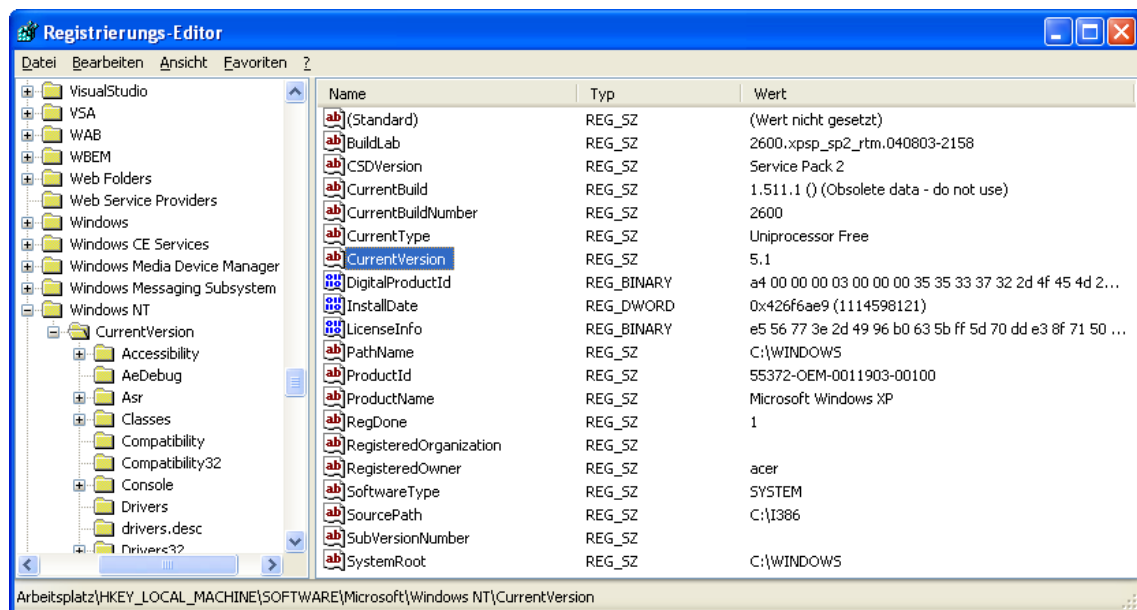 Registrierungs-Editor
Datei Bearbeiten Ansicht Favoriten ?
VisualStudio
VSA
WAB
WBEM
Web Folders
Web Service Providers
Windows
Windows CE Services
Windows Media Device Manager
Windows Messaging Subsystem
Windows NT
CurrentVersion
Accessibility
AeDebug
Asr
Classes
Compatibility
Compatibility32
Console
Drivers
drivers.desc
Drivers32
Name Typ Wert
(Standard) REG_SZ (Wert nicht gesetzt)
BuildLab REG_SZ 2600.xpsp_sp2_rtm.040803-2158
CSDVersion REG_SZ Service Pack 2
CurrentBuild REG_SZ 1.511.1 () (Obsolete data - do not use)
CurrentBuildNumber REG_SZ 2600
CurrentType REG_SZ Uniprocessor Free
CurrentVersion REG_SZ 5.1
DigitalProductId REG_BINARY a4 00 00 00 03 00 00 00 35 35 33 37 32 2d 4f 45 4d 2...
InstallDate REG_DWORD 0x426f6ae9 (1114598121)
LicenseInfo REG_BINARY e5 56 77 3e 2d 49 96 b0 63 5b ff 5d 70 dd e3 8f 71 50 ...
PathName REG_SZ C:\WINDOWS
ProductId REG_SZ 55372-OEM-0011903-00100
ProductName REG_SZ Microsoft Windows XP
RegDone REG_SZ 1
RegisteredOrganization REG_SZ
RegisteredOwner REG_SZ acer
SoftwareType REG_SZ SYSTEM
SourcePath REG_SZ C:\I386
SubVersionNumber REG_SZ
SystemRoot REG_SZ C:\WINDOWS
Arbeitsplatz\HKEY_LOCAL_MACHINE\SOFTWARE\Microsoft\Windows NT\CurrentVersion